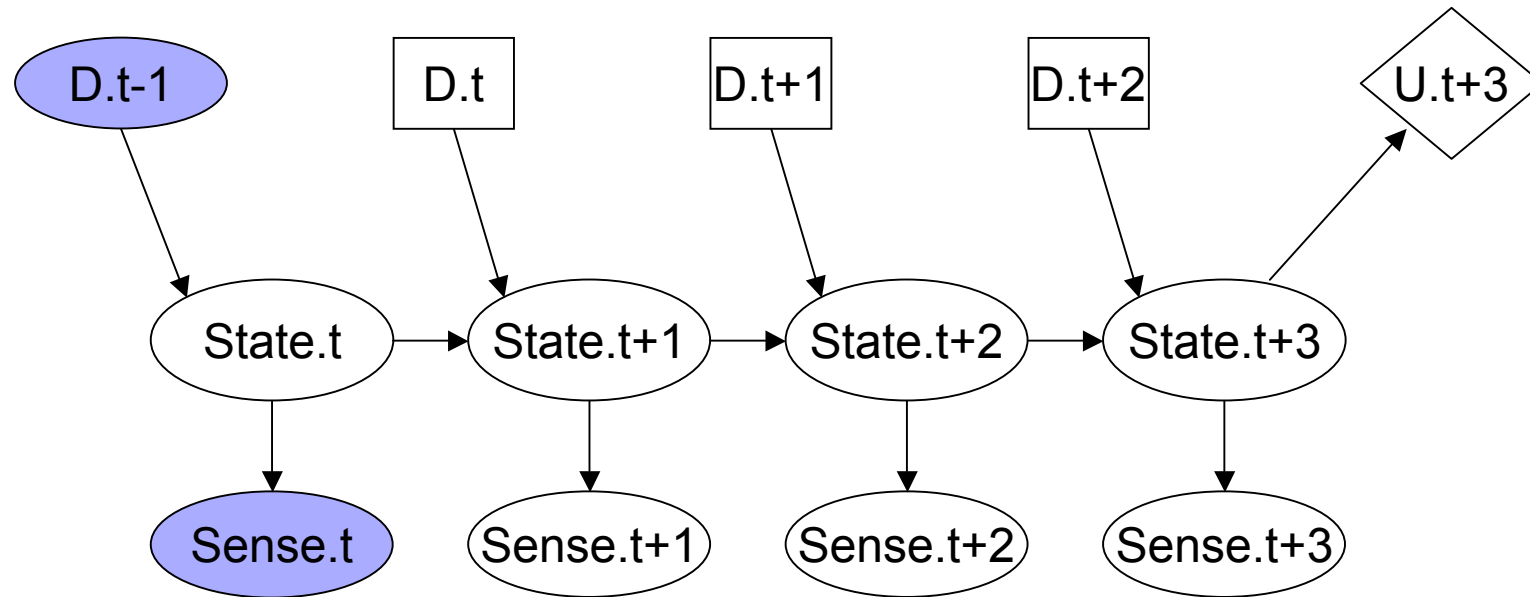 D.t-1
D.t
D.t+1
D.t+2
U.t+3
State.t
State.t+1
State.t+2
State.t+3
Sense.t
Sense.t+1
Sense.t+2
Sense.t+3